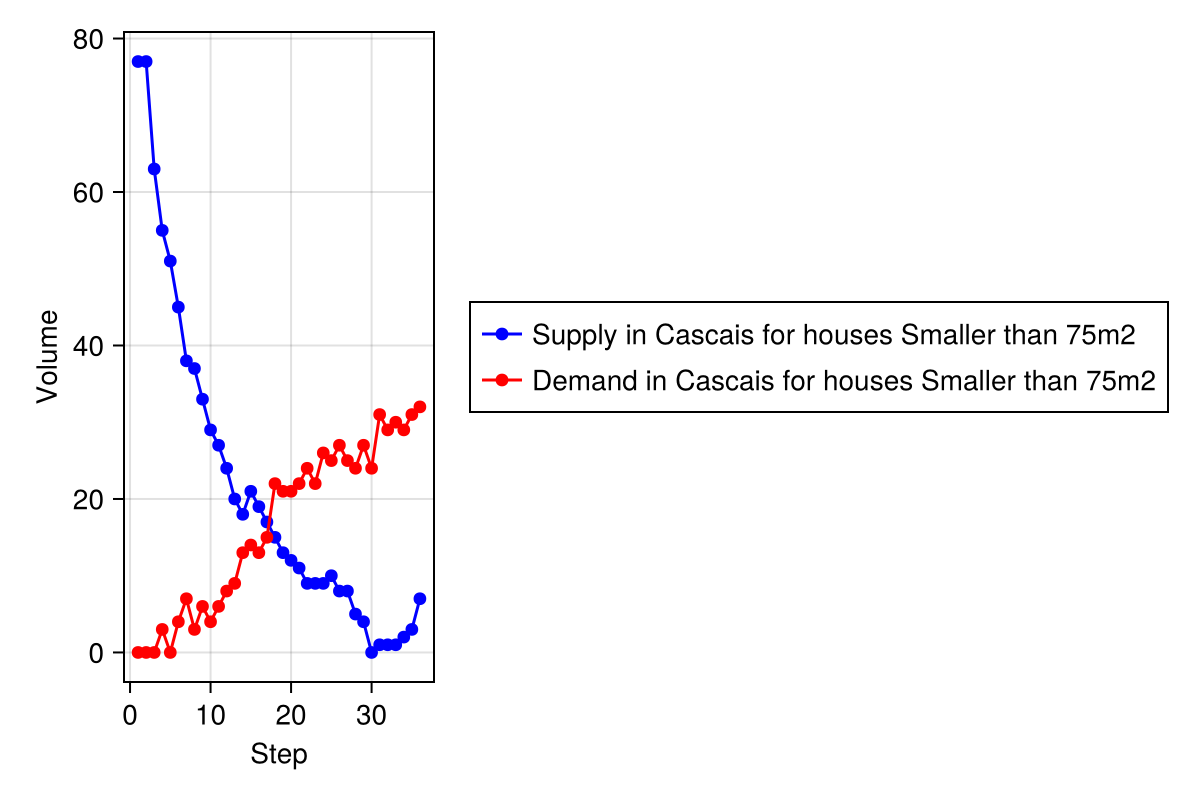 80
60
40
20
0
Volume
0 10 20 30
Step
Supply in Cascais for houses Smaller than 75m2
Demand in Cascais for houses Smaller than 75m2